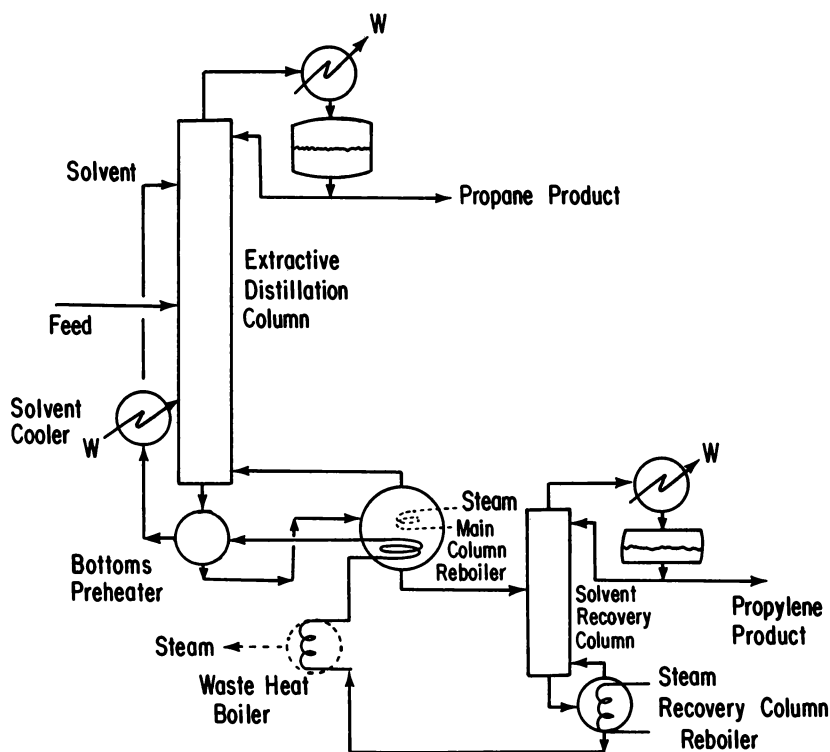 W
Solvent
Propane Product
Extractive
Distillation
Column
Feed
Solvent
Cooler
W
W
Steam
Main
Column
Reboiler
Bottoms
Preheater
Solvent
Recovery
Column
Propylene
Product
Steam
Waste Heat
Boiler
Steam
Recovery Column
Reboiler